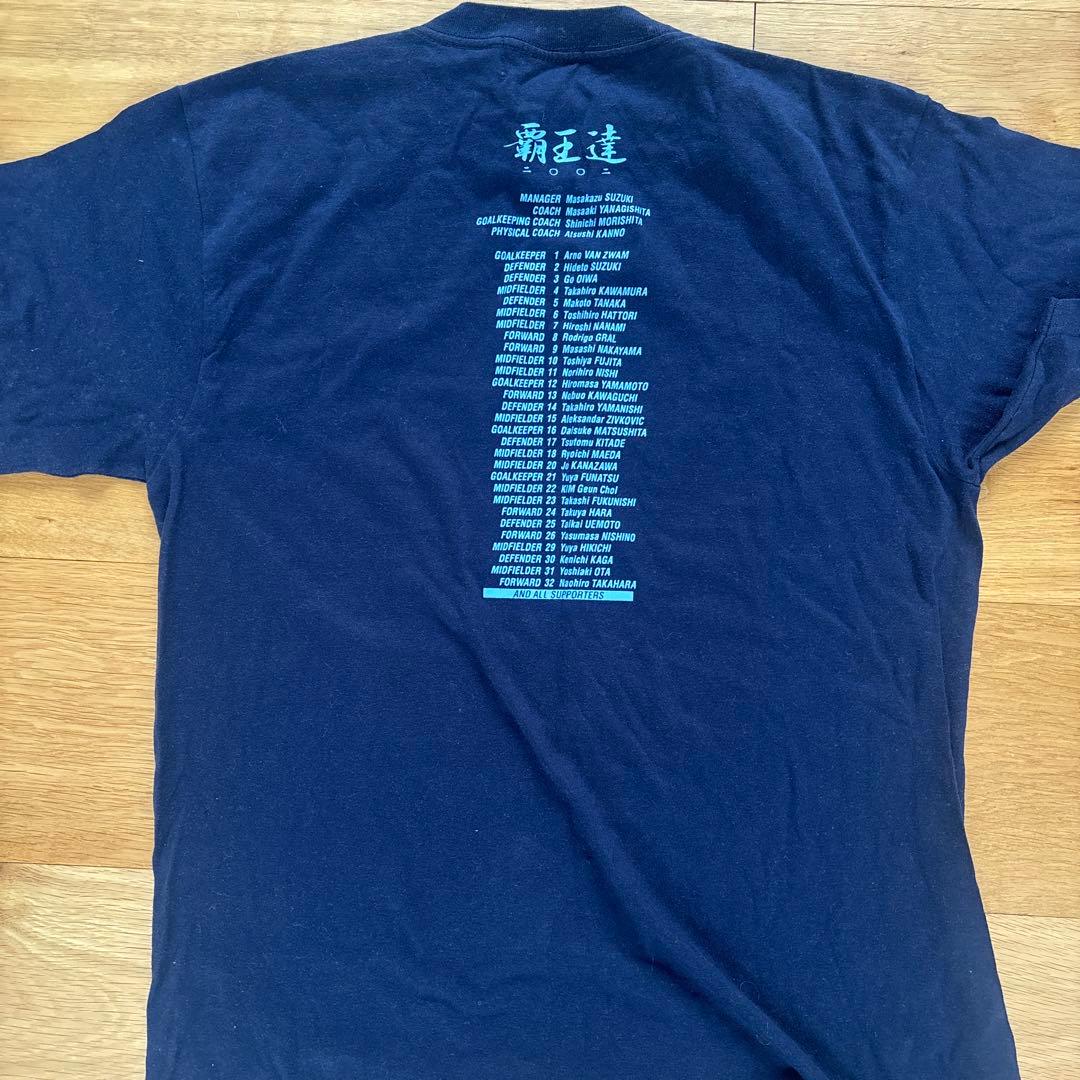 覇王達
二〇〇二
MANAGER Masakazu SUZUKI
COACH Masaaki YANAGISHITA
GOALKEEPING COACH Shinichi MORISHITA
PHYSICAL COACH Atsushi KANNO
GOALKEEPER 1 Arno VAN ZWAM
DEFENDER 2 Hideto SUZUKI
DEFENDER 3 Go OIWA
MIDFIELDER 4 Takahiro KAWAMURA
DEFENDER 5 Makoto TANAKA
MIDFIELDER 6 Toshihiro HATTORI
MIDFIELDER 7 Hiroshi NANAMI
FORWARD 8 Rodrigo GRAL
FORWARD 9 Masashi NAKAYAMA
MIDFIELDER 10 Toshiya FUJITA
MIDFIELDER 11 Norihiro NISHI
GOALKEEPER 12 Hiromasa YAMAMOTO
FORWARD 13 Nobuo KAWAGUCHI
DEFENDER 14 Takahiro YAMANISHI
MIDFIELDER 15 Aleksandar ZIVKOVIC
GOALKEEPER 16 Daisuke MATSUSHITA
DEFENDER 17 Tsutomu KITADE
MIDFIELDER 18 Ryoichi MAEDA
MIDFIELDER 20 Jo KANAZAWA
GOALKEEPER 21 Yuya FUNATSU
MIDFIELDER 22 KIM Geun Chol
MIDFIELDER 23 Takashi FUKUNISHI
FORWARD 24 Takuya HARA
DEFENDER 25 Taikai UEMOTO
FORWARD 26 Yasumasa NISHINO
MIDFIELDER 29 Yuya HIKICHI
DEFENDER 30 Kenichi KAGA
MIDFIELDER 31 Yoshiaki OTA
FORWARD 32 Naohiro TAKAHARA
AND ALL SUPPORTERS